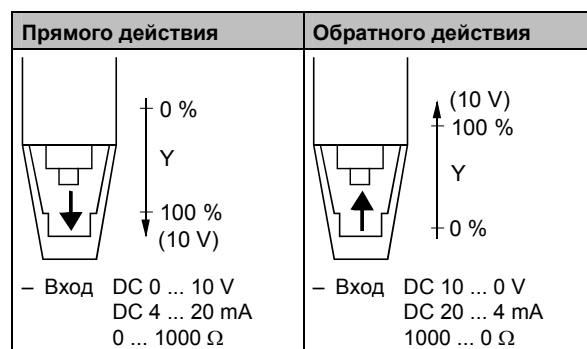 Прямого действия
0 %
Y
100 %
(10 V)
– Вход DC 0 ... 10 V
DC 4 ... 20 mA
0 ... 1000 Ω
Обратного действия
(10 V)
100 %
Y
0 %
– Вход DC 10 ... 0 V
DC 20 ... 4 mA
1000 ... 0 Ω